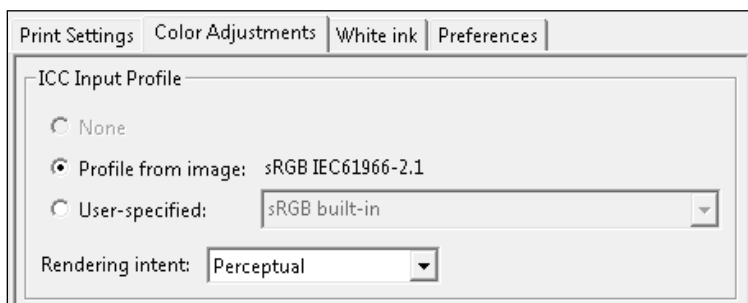 Print Settings Color Adjustments White ink Preferences
ICC Input Profile
None
Profile from image: sRGB IEC61966-2.1
User-specified: sRGB built-in
Rendering intent: Perceptual